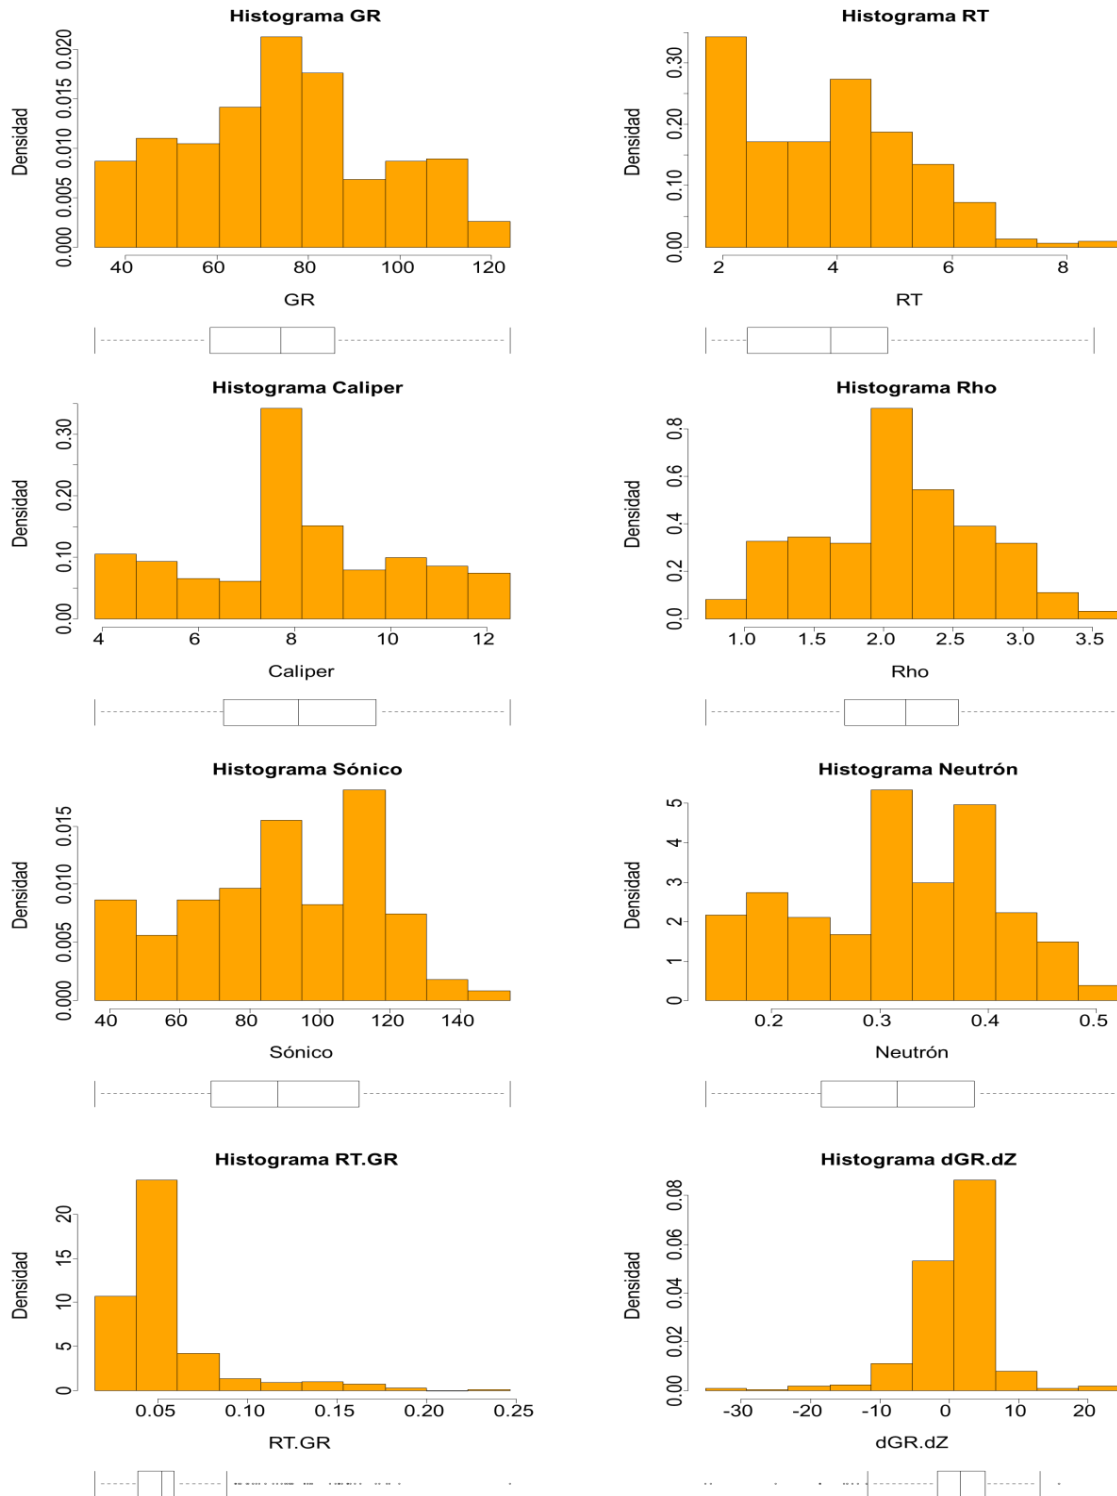 Histograma GR
Densidad
0.000 0.005 0.010 0.015 0.020
40 60 80 100 120
GR
Histograma RT
Densidad
0.00 0.10 0.20 0.30
2 4 6 8
RT
Histograma Caliper
Densidad
0.00 0.10 0.20 0.30
4 6 8 10 12
Caliper
Histograma Rho
Densidad
0.0 0.2 0.4 0.6 0.8
1.0 1.5 2.0 2.5 3.0 3.5
Rho
Histograma Sónico
Densidad
0.000 0.005 0.010 0.015
40 60 80 100 120 140
Sónico
Histograma Neutrón
Densidad
0 1 2 3 4 5
0.2 0.3 0.4 0.5
Neutrón
Histograma RT.GR
Densidad
0 5 10 15 20
0.05 0.10 0.15 0.20 0.25
RT.GR
Histograma dGR.dZ
Densidad
0.00 0.02 0.04 0.06 0.08
-30 -20 -10 0 10 20
dGR.dZ